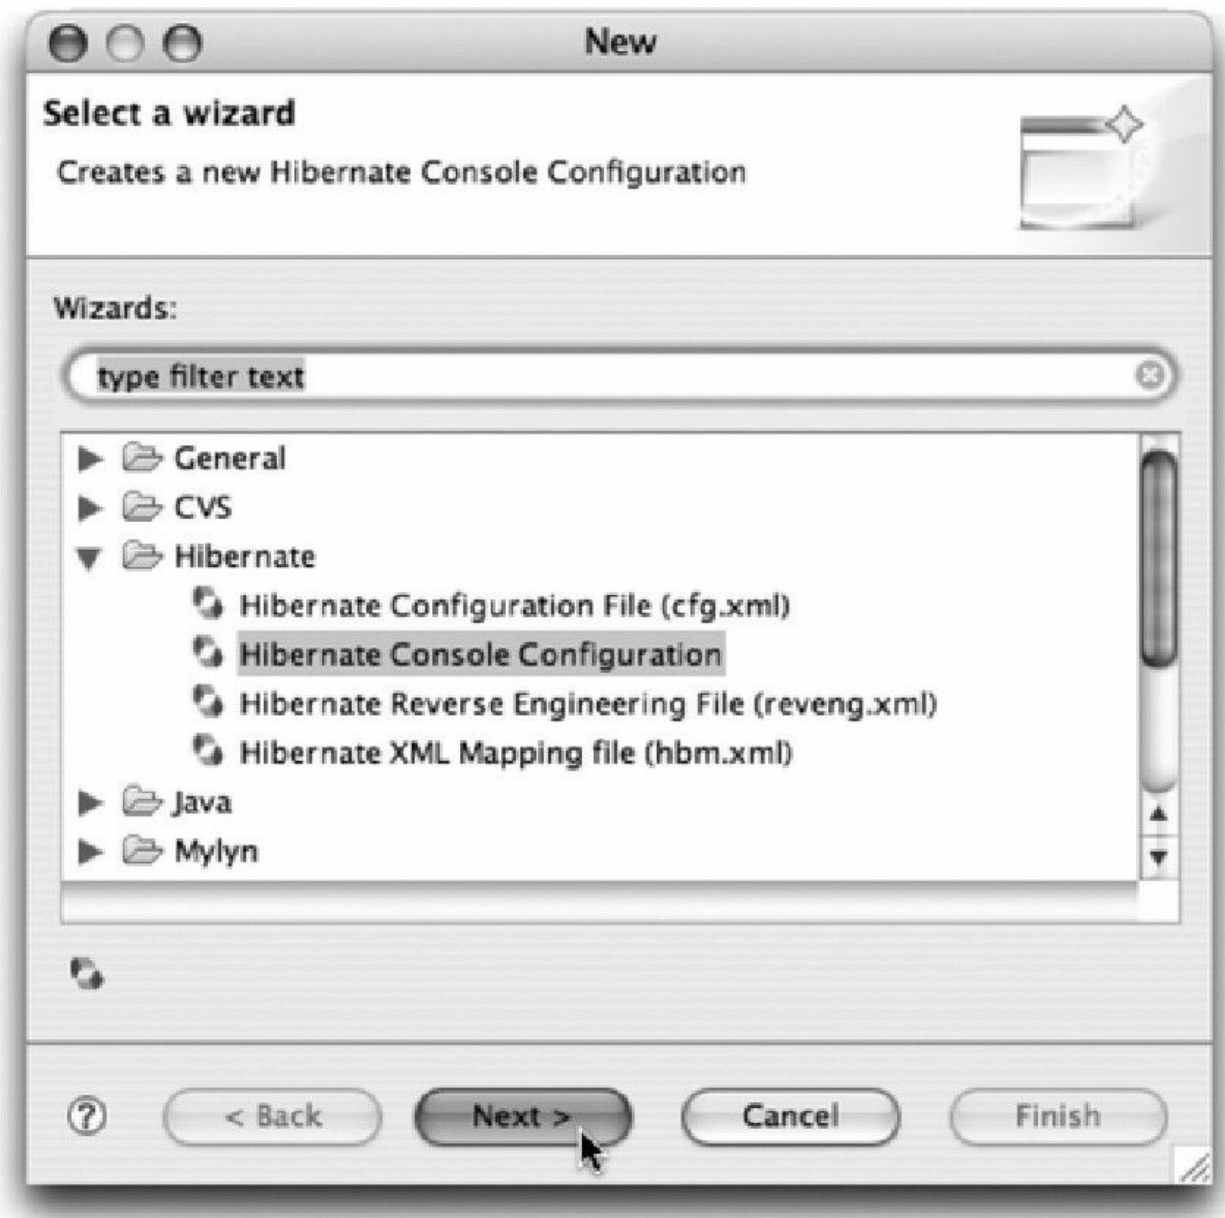 New
Select a wizard
Creates a new Hibernate Console Configuration
Wizards:
type filter text
General
CVS
Hibernate
Hibernate Configuration File (cfg.xml)
Hibernate Console Configuration
Hibernate Reverse Engineering File (reveng.xml)
Hibernate XML Mapping file (hbm.xml)
Java
Mylyn
? < Back Next > Cancel Finish